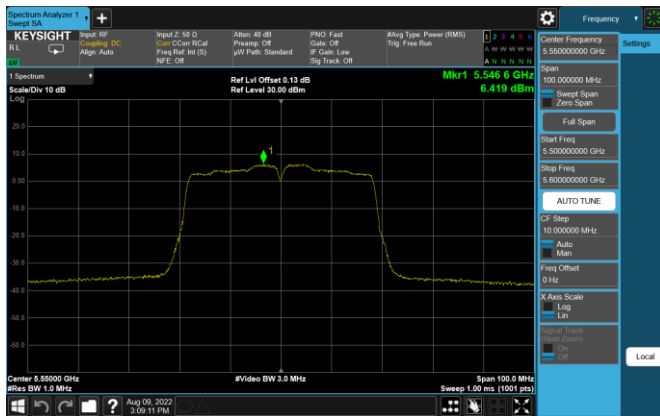 Spectrum Analyzer 1
Swept SA
+
Frequency
KEYSIGHT
RL
Input: RF
Coupling: DC
Align: Auto
Input Z: 50 Ω
Corr CCorr RCal
Freq Ref: Int (S)
NFE: Off
Atten: 40 dB
Preamp: Off
µW Path: Standard
PNO: Fast
Gate: Off
IF Gain: Low
Sig Track: Off
#Avg Type: Power (RMS)
Trig: Free Run
1 2 3 4 5 6
A W W W W W
A N N N N N
1 Spectrum
Scale/Div 10 dB
Log
Ref Lvl Offset 0.13 dB
Ref Level 30.00 dBm
Mkr1 5.546 6 GHz
6.419 dBm
20.0
10.0
0.00
-10.0
-20.0
-30.0
-40.0
-50.0
-60.0
1
Center 5.55000 GHz
#Res BW 1.0 MHz
#Video BW 3.0 MHz
Span 100.0 MHz
Sweep 1.00 ms (1001 pts)
Center Frequency
5.550000000 GHz
Settings
Span
100.000000 MHz
Swept Span
Zero Span
Full Span
Start Freq
5.500000000 GHz
Stop Freq
5.600000000 GHz
AUTO TUNE
CF Step
10.000000 MHz
Auto
Man
Freq Offset
0 Hz
X Axis Scale
Log
Lin
Signal Track
(Span Zoom)
On
Off
Local
?
Aug 09, 2022
3:09:11 PM